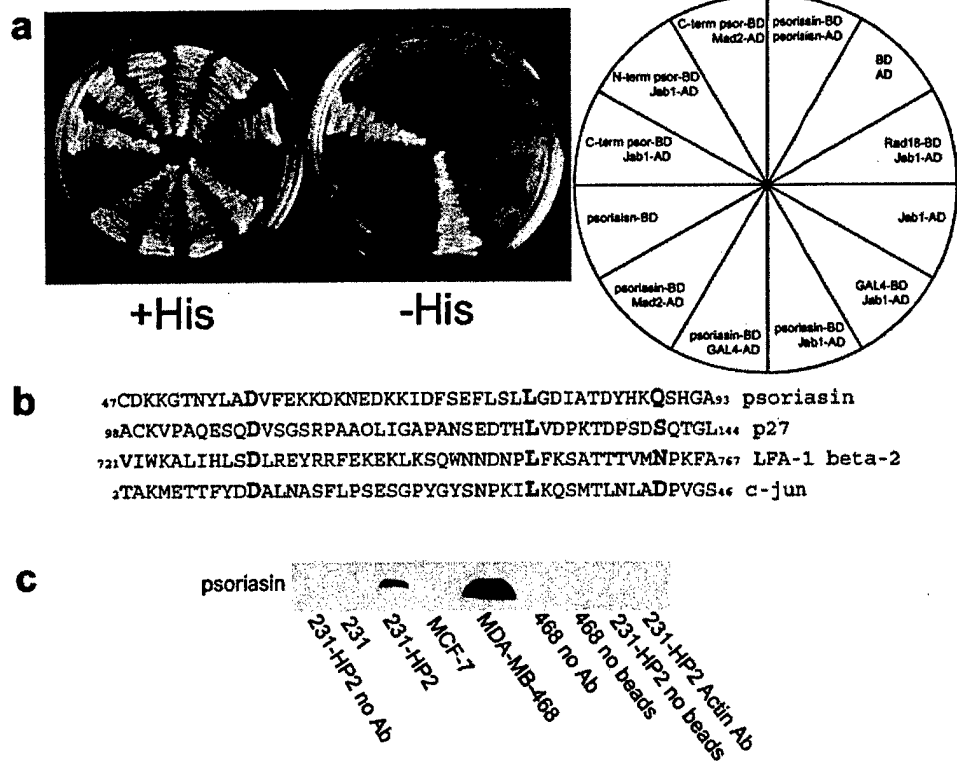 a
C-term psor-BD
Mad2-AD
psoriasin-BD
psoriaisn-AD
BD
AD
N-term psor-BD
Jab1-AD
C-term psor-BD
Jab1-AD
Rad18-BD
Jab1-AD
psoriaisn-BD
Jab1-AD
psoriasin-BD
Mad2-AD
GAL4-BD
Jab1-AD
psoriasin-BD
GAL4-AD
psoriasin-BD
Jab1-AD
+His
-His
b
47CDKKGTNYLADVFEKKDKNEDKKIDFSEFLSLLGDIATDYHKQSHGA93 psoriasin
98ACKVPAQESQDVSGSRPAAOLIGAPANSEDTHLVDPKTDPSDSQTGL144 p27
721VIWKALIHLSDLREYRRFEKEKLKSQWNNDNPLFKSATTTVMNPKFA767 LFA-1 beta-2
2TAKMETTFYDDALNASFLPSESGPYGYSNPKILKQSMTLNLADPVGS46 c-jun
c
psoriasin
231-HP2 no Ab
231
231-HP2
MCF-7
MDA-MB-468
468 no Ab
468 no beads
231-HP2 no beads
231-HP2 Actin Ab